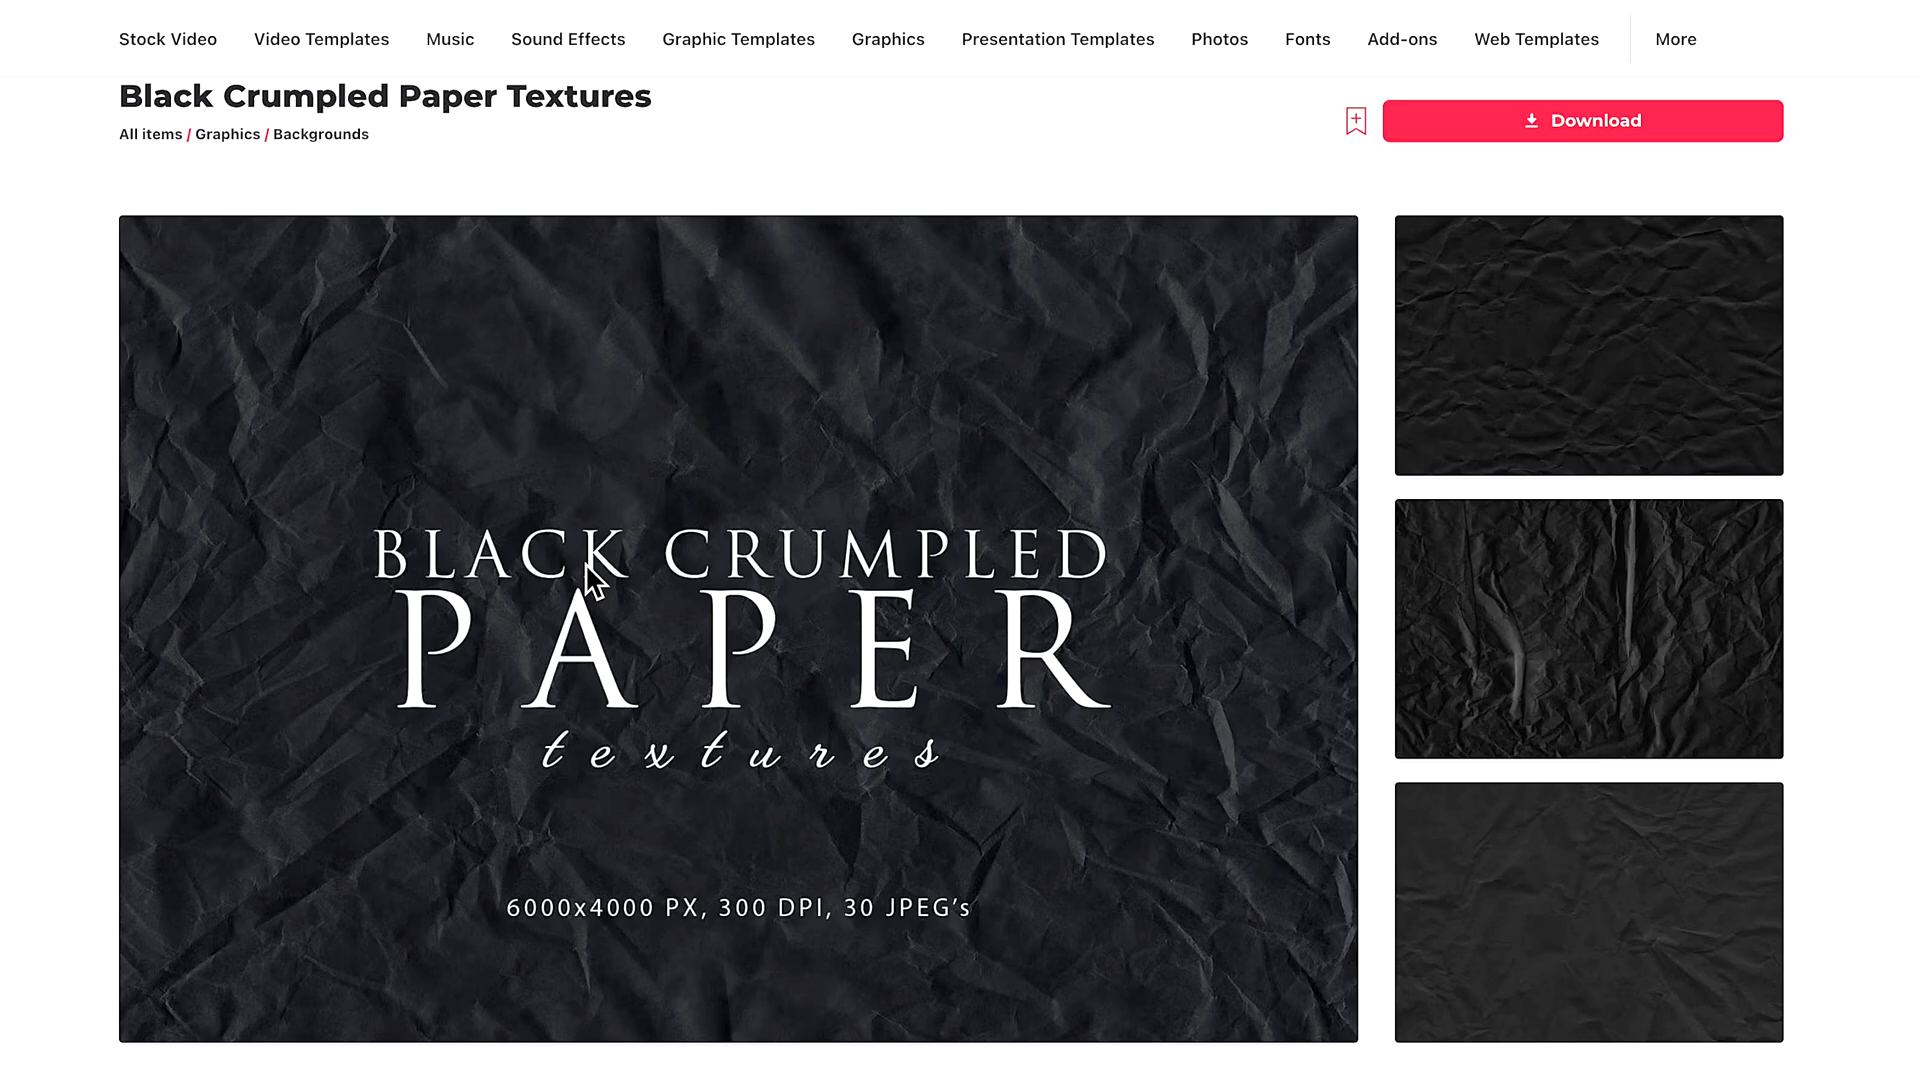 Stock Video Video Templates Music Sound Effects Graphic Templates Graphics Presentation Templates Photos Fonts Add-ons Web Templates More
Black Crumpled Paper Textures
All items / Graphics / Backgrounds
Download
BLACK CRUMPLED
PAPER
textures
6000x4000 PX, 300 DPI, 30 JPEG's